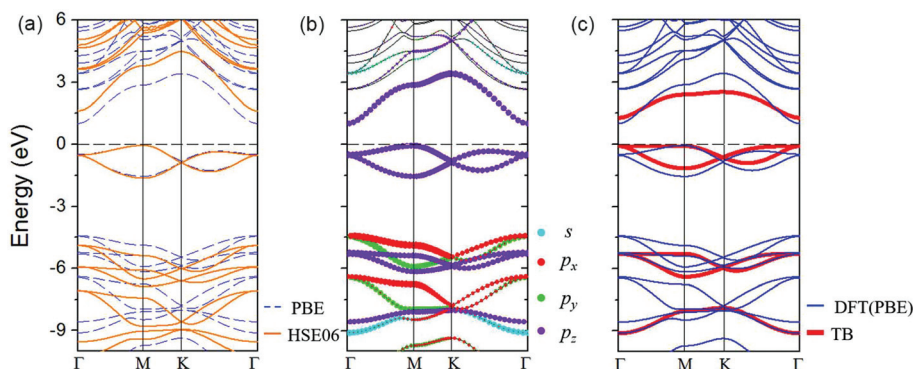 (a)
(b)
(c)
Energy (eV)
6
3
0
-3
-6
-9
PBE
HSE06
s
p_x
p_y
p_z
DFT(PBE)
TB
Γ M K Γ
Γ M K Γ
Γ M K Γ